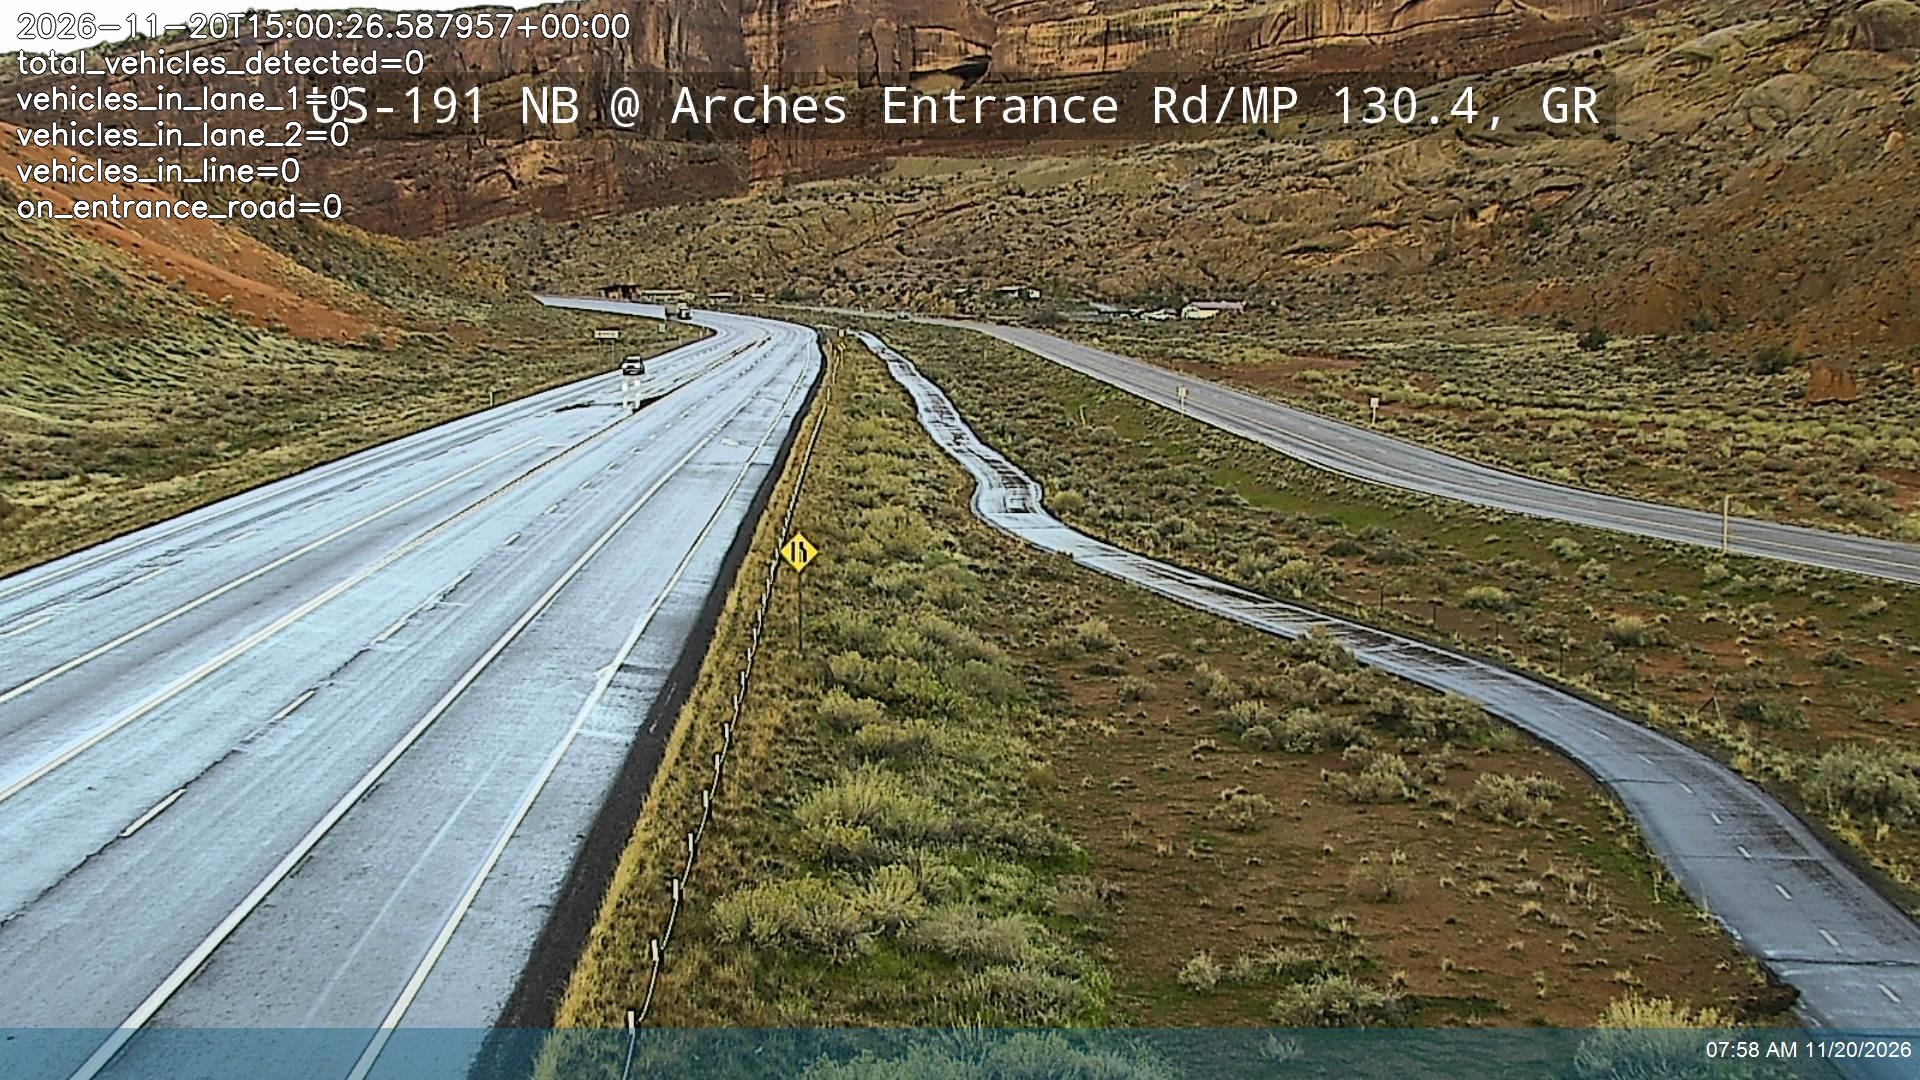 2026-11-20T15:00:26.587957+00:00
total_vehicles_detected=0
vehicles_in_lane_1=0
US-191 NB @ Arches Entrance Rd/MP 130.4, GR
vehicles_in_lane_2=0
vehicles_in_line=0
on_entrance_road=0
07:58 AM 11/20/2026